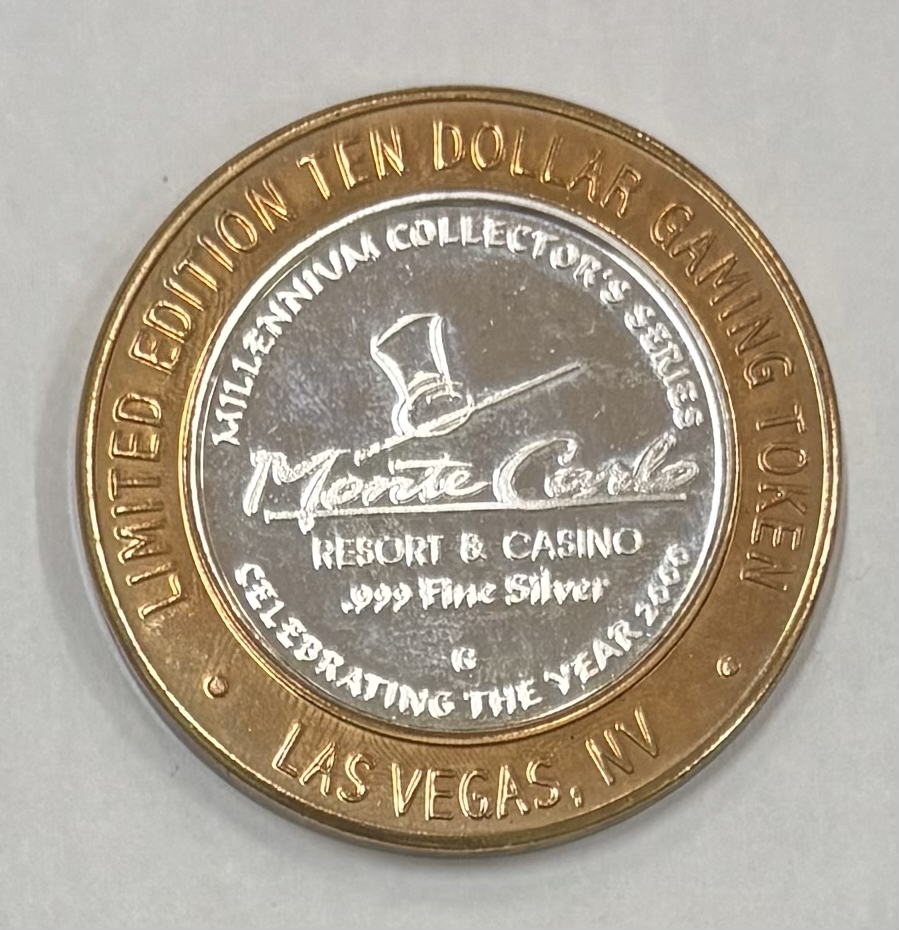 LIMITED EDITION TEN DOLLAR GAMING TOKEN
MILLENNIUM COLLECTOR'S SERIES
Monte Carlo
RESORT & CASINO
.999 Fine Silver
G
CELEBRATING THE YEAR 2000
LAS VEGAS, NV